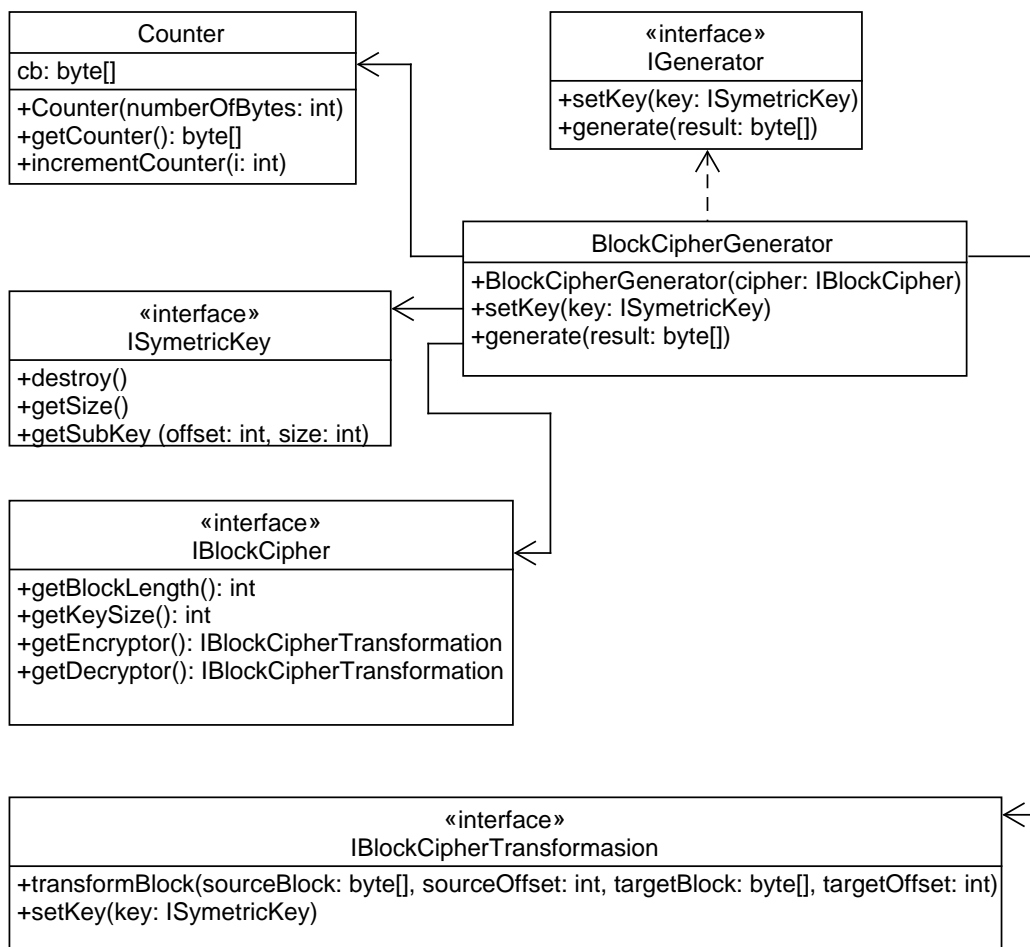 Counter
cb: byte[]
+Counter(numberOfBytes: int)
+getCounter(): byte[]
+incrementCounter(i: int)
«interface»
IGenerator
+setKey(key: ISymetricKey)
+generate(result: byte[])
BlockCipherGenerator
+BlockCipherGenerator(cipher: IBlockCipher)
+setKey(key: ISymetricKey)
+generate(result: byte[])
«interface»
ISymetricKey
+destroy()
+getSize()
+getSubKey (offset: int, size: int)
«interface»
IBlockCipher
+getBlockLength(): int
+getKeySize(): int
+getEncryptor(): IBlockCipherTransformation
+getDecryptor(): IBlockCipherTransformation
«interface»
IBlockCipherTransformasion
+transformBlock(sourceBlock: byte[], sourceOffset: int, targetBlock: byte[], targetOffset: int)
+setKey(key: ISymetricKey)